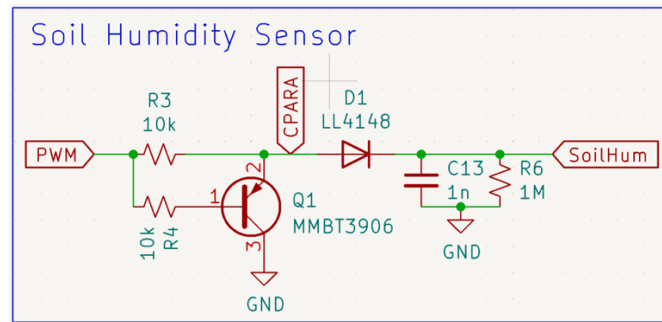 Soil Humidity Sensor
CPARA
R3
10k
D1
LL4148
PWM
SoilHum
2
C13
1n
R6
1M
1
Q1
MMBT3906
10k
R4
3
GND
GND